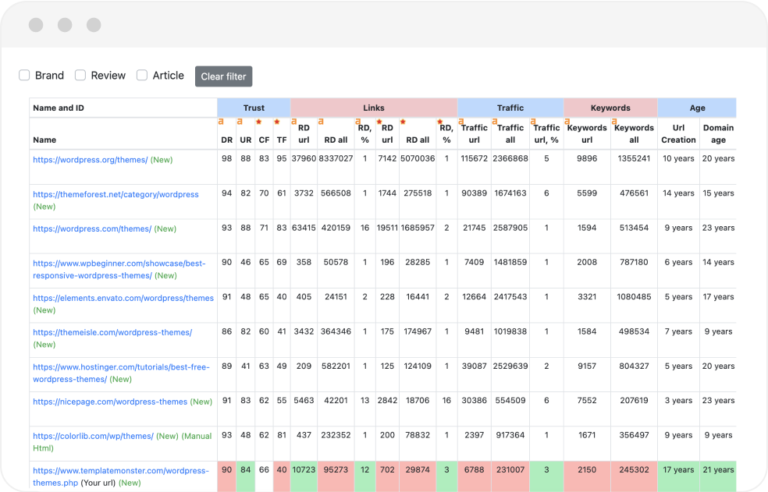 Brand Review Article Clear filter
Name and ID Trust Links Traffic Keywords Age
Name DR UR CF TF RD url RD all RD, % RD url RD all RD, % Traffic url Traffic all Traffic url, % Keywords url Keywords all Url Creation Domain age
https://wordpress.org/themes/ (New) 98 88 83 95 37960 8337027 1 7142 5070036 1 115672 2366868 5 9896 1355241 10 years 20 years
https://themeforest.net/category/wordpress 94 82 70 61 3732 566508 1 1744 275518 1 90389 1674163 6 5599 476561 14 years 15 years
(New)
https://wordpress.com/themes/ (New) 93 88 71 83 63415 420159 16 19511 1685957 2 21745 2587905 1 1594 513454 9 years 23 years
https://www.wpbeginner.com/showcase/best- 90 46 65 69 358 50578 1 196 28285 1 7409 1481859 1 2008 787180 6 years 14 years
responsive-wordpress-themes/ (New)
https://elements.envato.com/wordpress/themes 91 48 65 40 405 24151 2 228 16441 2 12664 2417543 1 3321 1080485 5 years 17 years
(New)
https://themeisle.com/wordpress-themes/ 86 82 60 41 3432 364346 1 175 174967 1 9481 1019838 1 1584 498534 7 years 9 years
(New)
https://www.hostinger.com/tutorials/best-free- 89 41 63 49 209 582201 1 125 124109 1 39087 2529639 2 9157 804327 5 years 20 years
wordpress-themes/ (New)
https://nicepage.com/wordpress-themes (New) 91 83 62 55 5463 42201 13 2842 18706 16 30386 554509 6 7552 207619 3 years 23 years
https://colorlib.com/wp/themes/ (New) (Manual 93 48 62 81 437 232352 1 200 78832 1 2397 917364 1 1671 356497 9 years 9 years
Html)
https://www.templatemonster.com/wordpress- 90 84 66 40 10723 95273 12 702 29874 3 6788 231007 3 2150 245302 17 years 21 years
themes.php (Your url) (New)